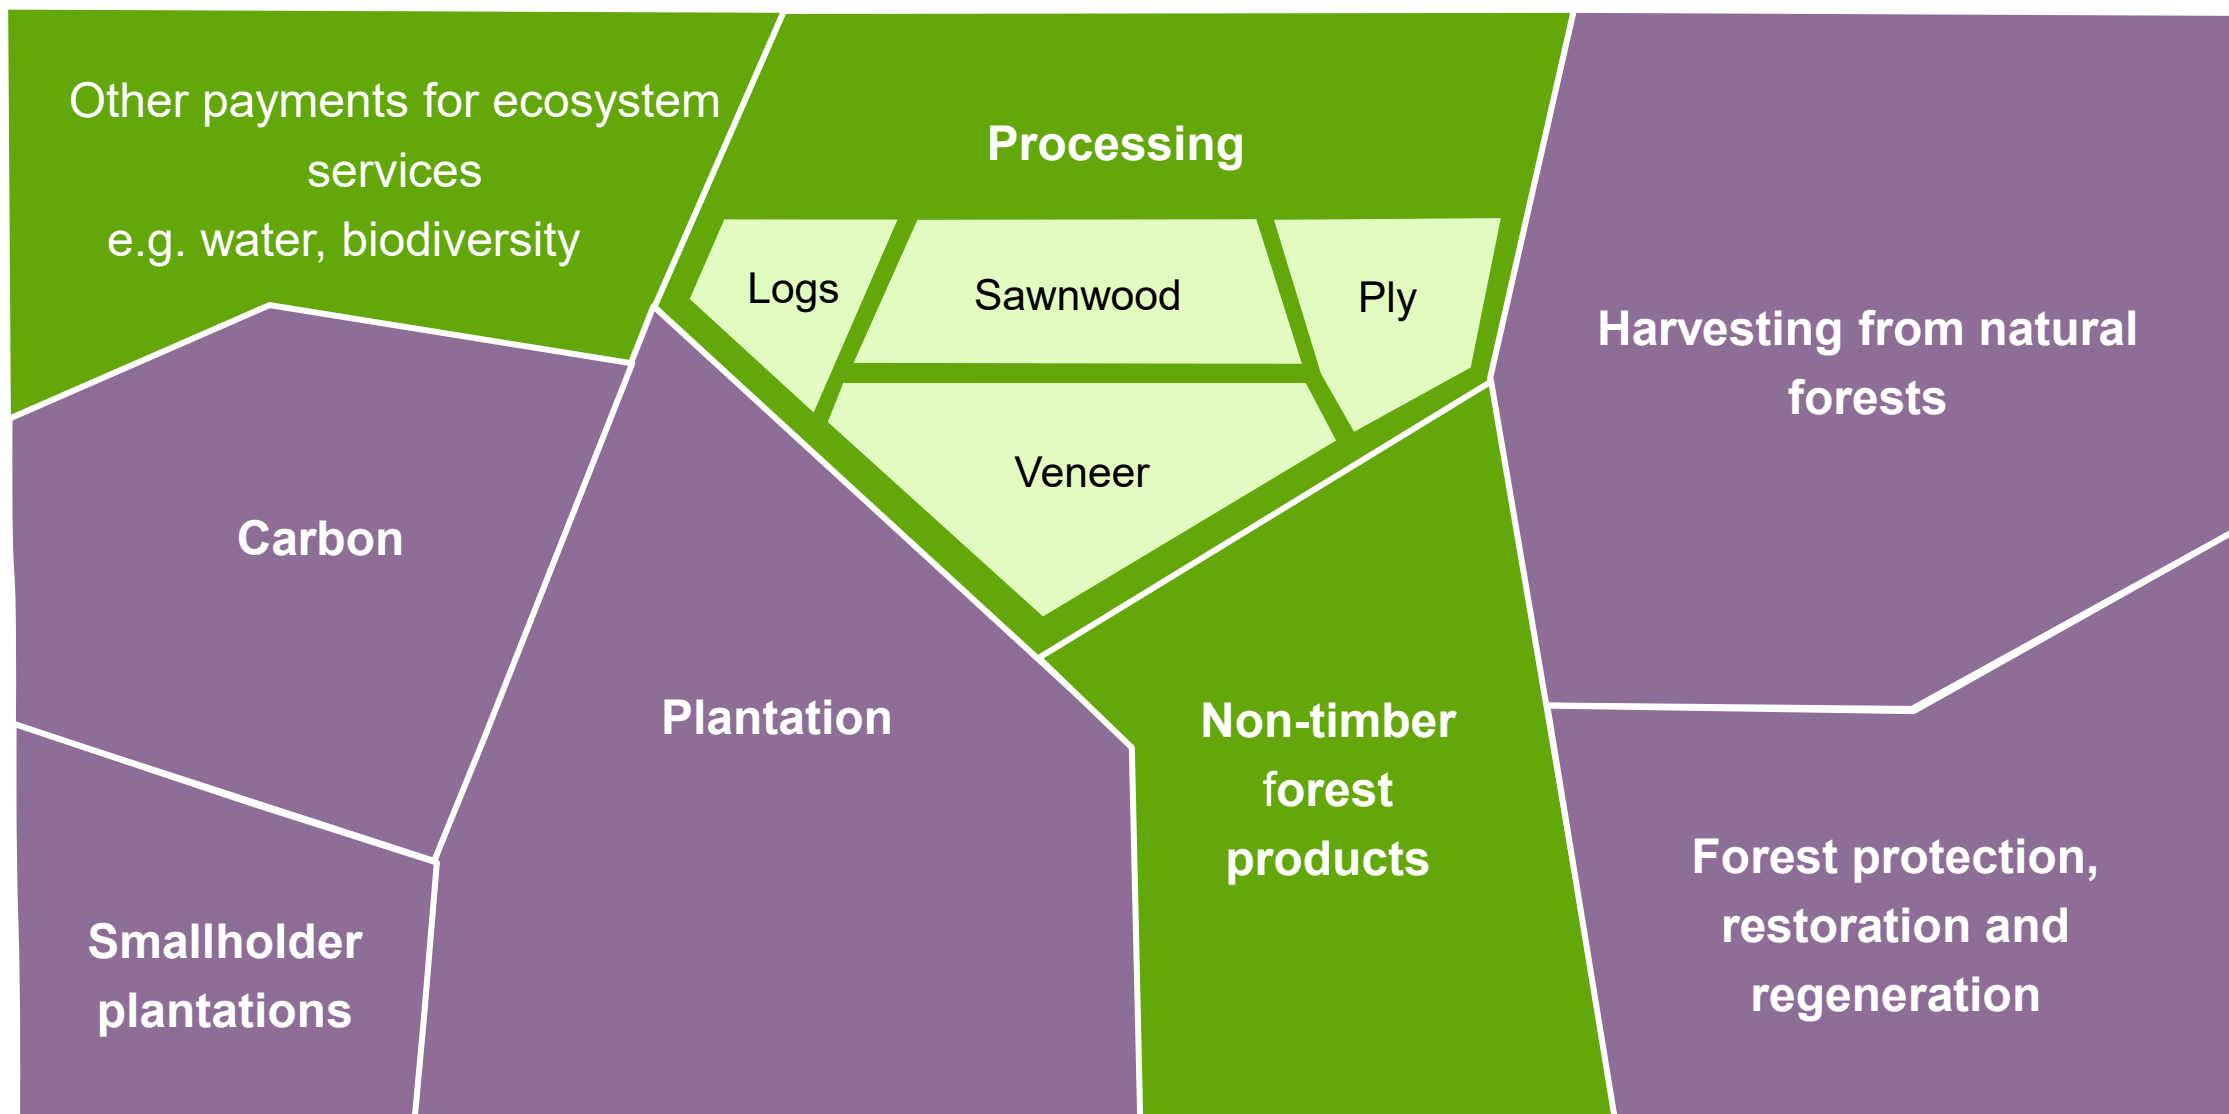 Other payments for ecosystem
services
e.g. water, biodiversity
Processing
Logs
Sawnwood
Ply
Veneer
Harvesting from natural
forests
Carbon
Plantation
Non-timber
forest
products
Smallholder
plantations
Forest protection,
restoration and
regeneration